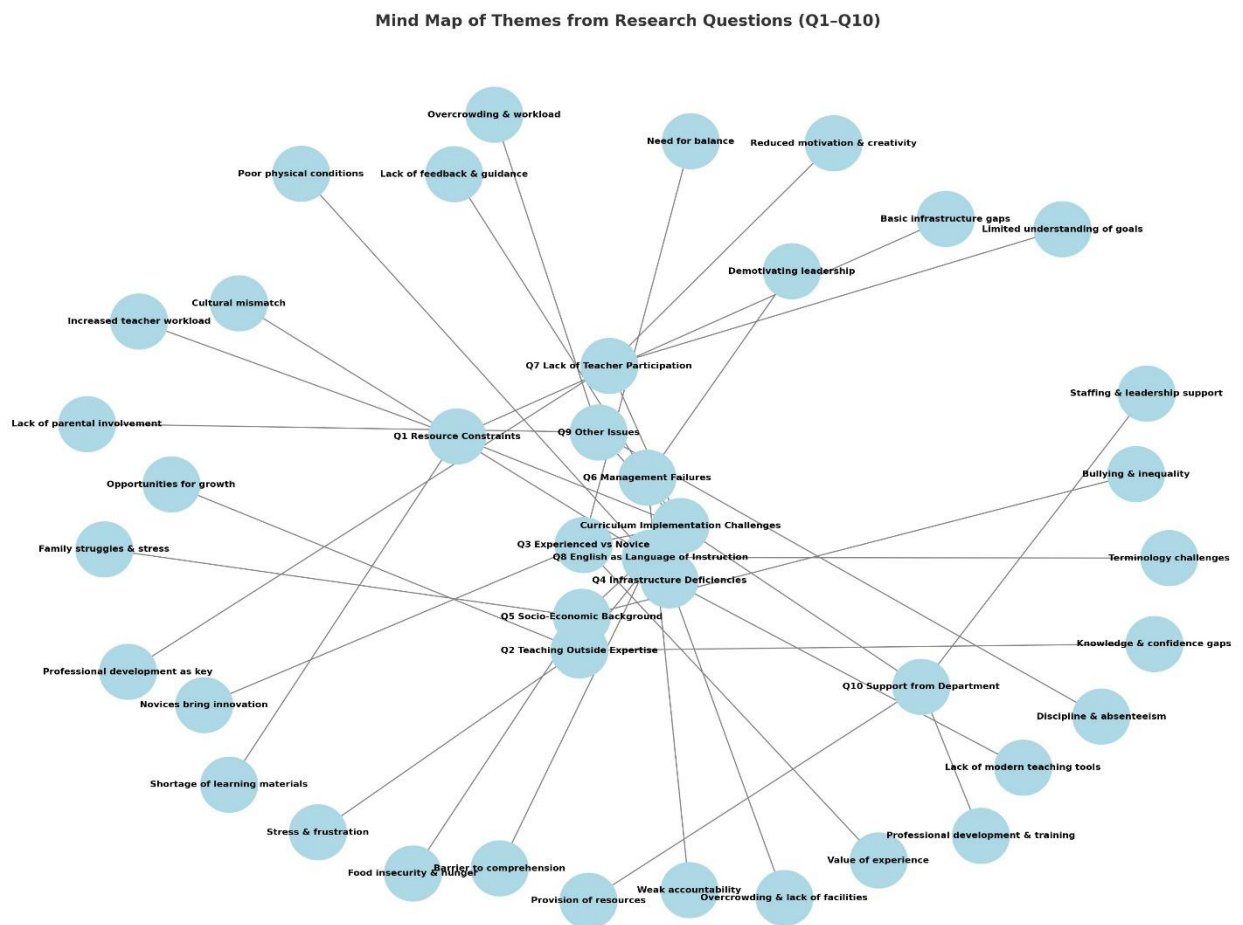 Mind Map of Themes from Research Questions (Q1–Q10)
Overcrowding & workload
Need for balance
Reduced motivation & creativity
Poor physical conditions
Lack of feedback & guidance
Basic infrastructure gaps
Limited understanding of goals
Demotivating leadership
Cultural mismatch
Increased teacher workload
Q7 Lack of Teacher Participation
Staffing & leadership support
Lack of parental involvement
Q1 Resource Constraints
Q9 Other Issues
Opportunities for growth
Q6 Management Failures
Bullying & inequality
Curriculum Implementation Challenges
Family struggles & stress
Q3 Experienced vs Novice
Q8 English as Language of Instruction
Terminology challenges
Q4 Infrastructure Deficiencies
Q5 Socio-Economic Background
Q2 Teaching Outside Expertise
Knowledge & confidence gaps
Professional development as key
Q10 Support from Department
Novices bring innovation
Discipline & absenteeism
Lack of modern teaching tools
Shortage of learning materials
Stress & frustration
Professional development & training
Value of experience
Food insecurity & hunger
Barrier to comprehension
Weak accountability
Overcrowding & lack of facilities
Provision of resources